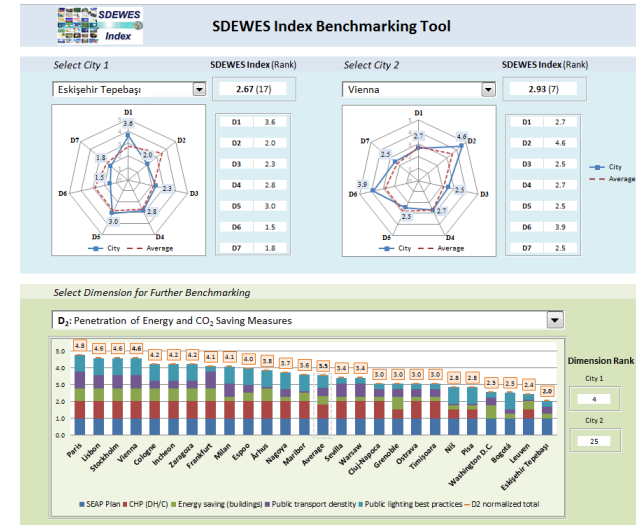 SDEWES
Index
SDEWES Index Benchmarking Tool
Select City 1
SDEWES Index (Rank)
Select City 2
SDEWES Index (Rank)
Eskişehir Tepebaşı
2.67 (17)
Vienna
2.93 (7)
D1
3.6
D2
2.0
D3
2.3
D4
2.8
D5
3.0
D6
1.5
D7
1.8
City
Average
D1 3.6
D2 2.0
D3 2.3
D4 2.8
D5 3.0
D6 1.5
D7 1.8
D1
2.7
D2
4.6
D3
2.5
D4
2.7
D5
2.5
D6
3.9
D7
2.5
City
Average
D1 2.7
D2 4.6
D3 2.5
D4 2.7
D5 2.5
D6 3.9
D7 2.5
City
Average
Select Dimension for Further Benchmarking
D₂: Penetration of Energy and CO₂ Saving Measures
5.0
4.0
3.0
2.0
1.0
0.0
4.8 4.6 4.6 4.6 4.2 4.2 4.2 4.1 4.1 4.0 3.8 3.7 3.6 3.5 3.4 3.4 3.0 3.0 3.0 3.0 2.8 2.8 2.5 2.5 2.4 2.0
Paris
Lisbon
Stockholm
Vienna
Cologne
Incheon
Zaragoza
Frankfurt
Milan
Espoo
Århus
Nagoya
Maribor
Average
Sevilla
Warsaw
Cluj-Napoca
Grenoble
Ostrava
Timişoara
Niš
Pisa
Washington D.C.
Bogotá
Leuven
Eskişehir Tepebaşı
SEAP Plan CHP (DH/C) Energy saving (buildings) Public transport denstity Public lighting best practices D2 normalized total
Dimension Rank
City 1
4
City 2
25